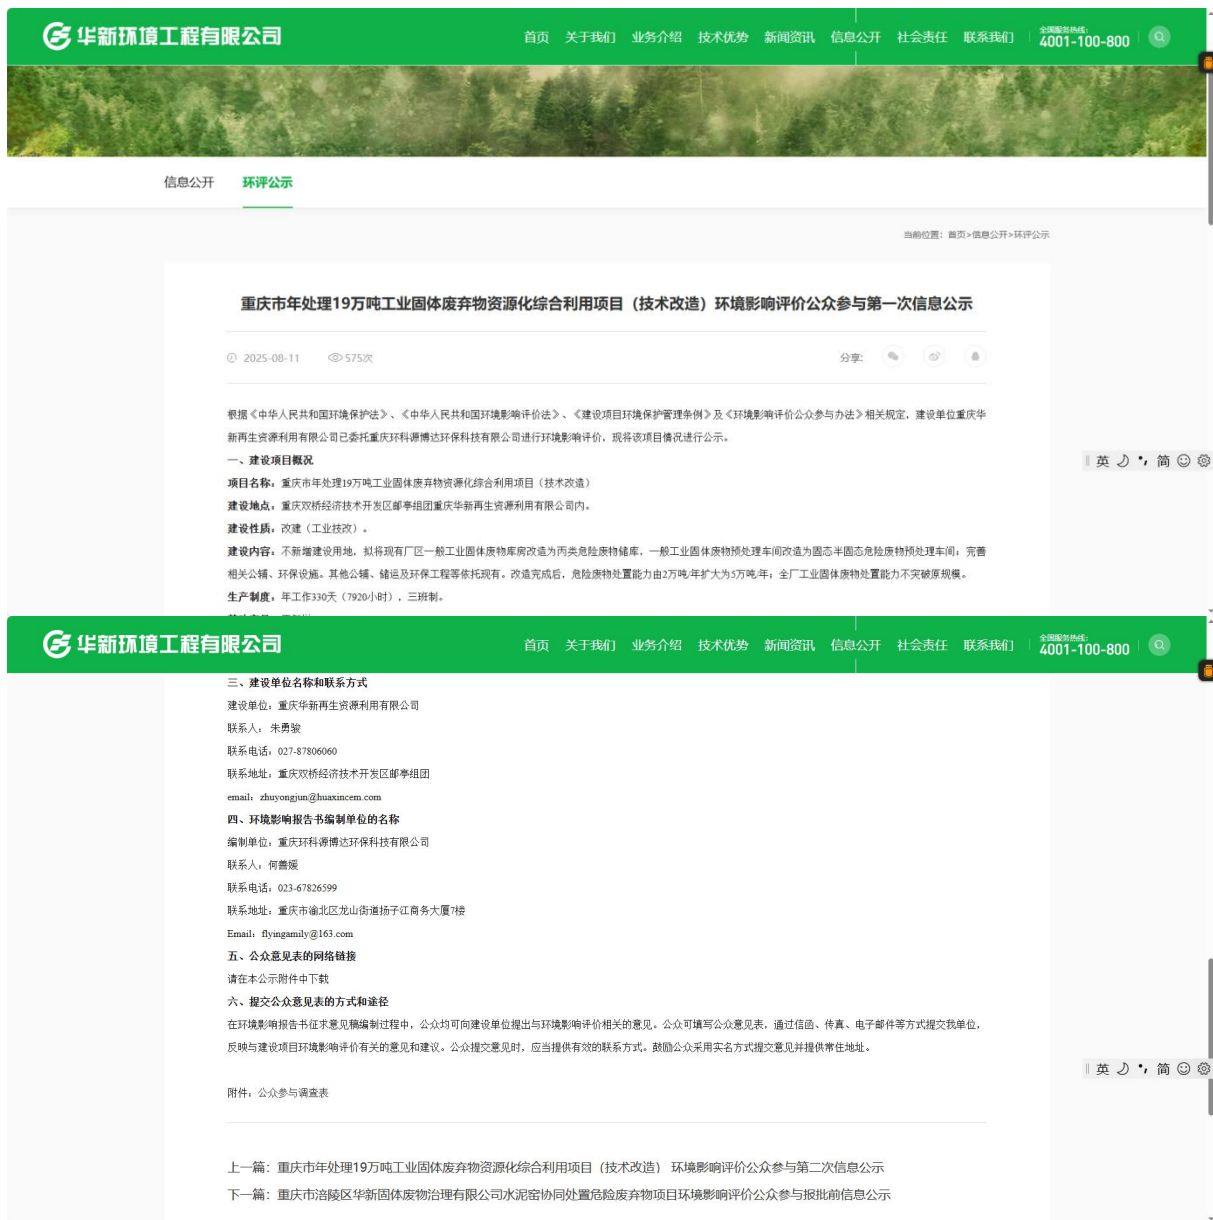 华新环境工程有限公司
首页 关于我们 业务介绍 技术优势 新闻资讯 信息公开 社会责任 联系我们
全国服务热线:
4001-100-800
信息公开 环评公示
当前位置：首页>信息公开>环评公示
重庆市年处理19万吨工业固体废弃物资源化综合利用项目（技术改造）环境影响评价公众参与第一次信息公示
2025-08-11 575次 分享:
根据《中华人民共和国环境保护法》、《中华人民共和国环境影响评价法》、《建设项目环境保护管理条例》及《环境影响评价公众参与办法》相关规定，建设单位重庆华
新再生资源利用有限公司已委托重庆环科源博达环保科技有限公司进行环境影响评价，现将该项目情况进行公示。
一、建设项目概况
项目名称：重庆市年处理19万吨工业固体废弃物资源化综合利用项目（技术改造）
建设地点：重庆双桥经济技术开发区邮亭组团重庆华新再生资源利用有限公司内。
建设性质：改建（工业技改）。
建设内容：不新增建设用地，拟将现有厂区一般工业固体废物库房改造为丙类危险废物储库，一般工业固体废物预处理车间改造为固态半固态危险废物预处理车间；完善
相关公辅、环保设施。其他公辅、储运及环保工程等依托现有。改造完成后，危险废物处置能力由2万吨/年扩大为5万吨/年；全厂工业固体废物处置能力不突破原规模。
生产制度：年工作330天（7920小时），三班制。
英 简
华新环境工程有限公司
首页 关于我们 业务介绍 技术优势 新闻资讯 信息公开 社会责任 联系我们
全国服务热线:
4001-100-800
三、建设单位名称和联系方式
建设单位：重庆华新再生资源利用有限公司
联系人： 朱勇骏
联系电话：027-87806060
联系地址：重庆双桥经济技术开发区邮亭组团
email：zhuyongjun@huaxincem.com
四、环境影响报告书编制单位的名称
编制单位：重庆环科源博达环保科技有限公司
联系人：何善媛
联系电话：023-67826599
联系地址：重庆市渝北区龙山街道扬子江商务大厦7楼
Email：flyingamily@163.com
五、公众意见表的网络链接
请在本公示附件中下载
六、提交公众意见表的方式和途径
在环境影响报告书征求意见稿编制过程中，公众均可向建设单位提出与环境影响评价相关的意见。公众可填写公众意见表，通过信函、传真、电子邮件等方式提交我单位，
反映与建设项目环境影响评价有关的意见和建议。公众提交意见时，应当提供有效的联系方式。鼓励公众采用实名方式提交意见并提供常住地址。
附件：公众参与调查表
英 简
上一篇：重庆市年处理19万吨工业固体废弃物资源化综合利用项目（技术改造） 环境影响评价公众参与第二次信息公示
下一篇：重庆市涪陵区华新固体废物治理有限公司水泥窑协同处置危险废弃物项目环境影响评价公众参与报批前信息公示